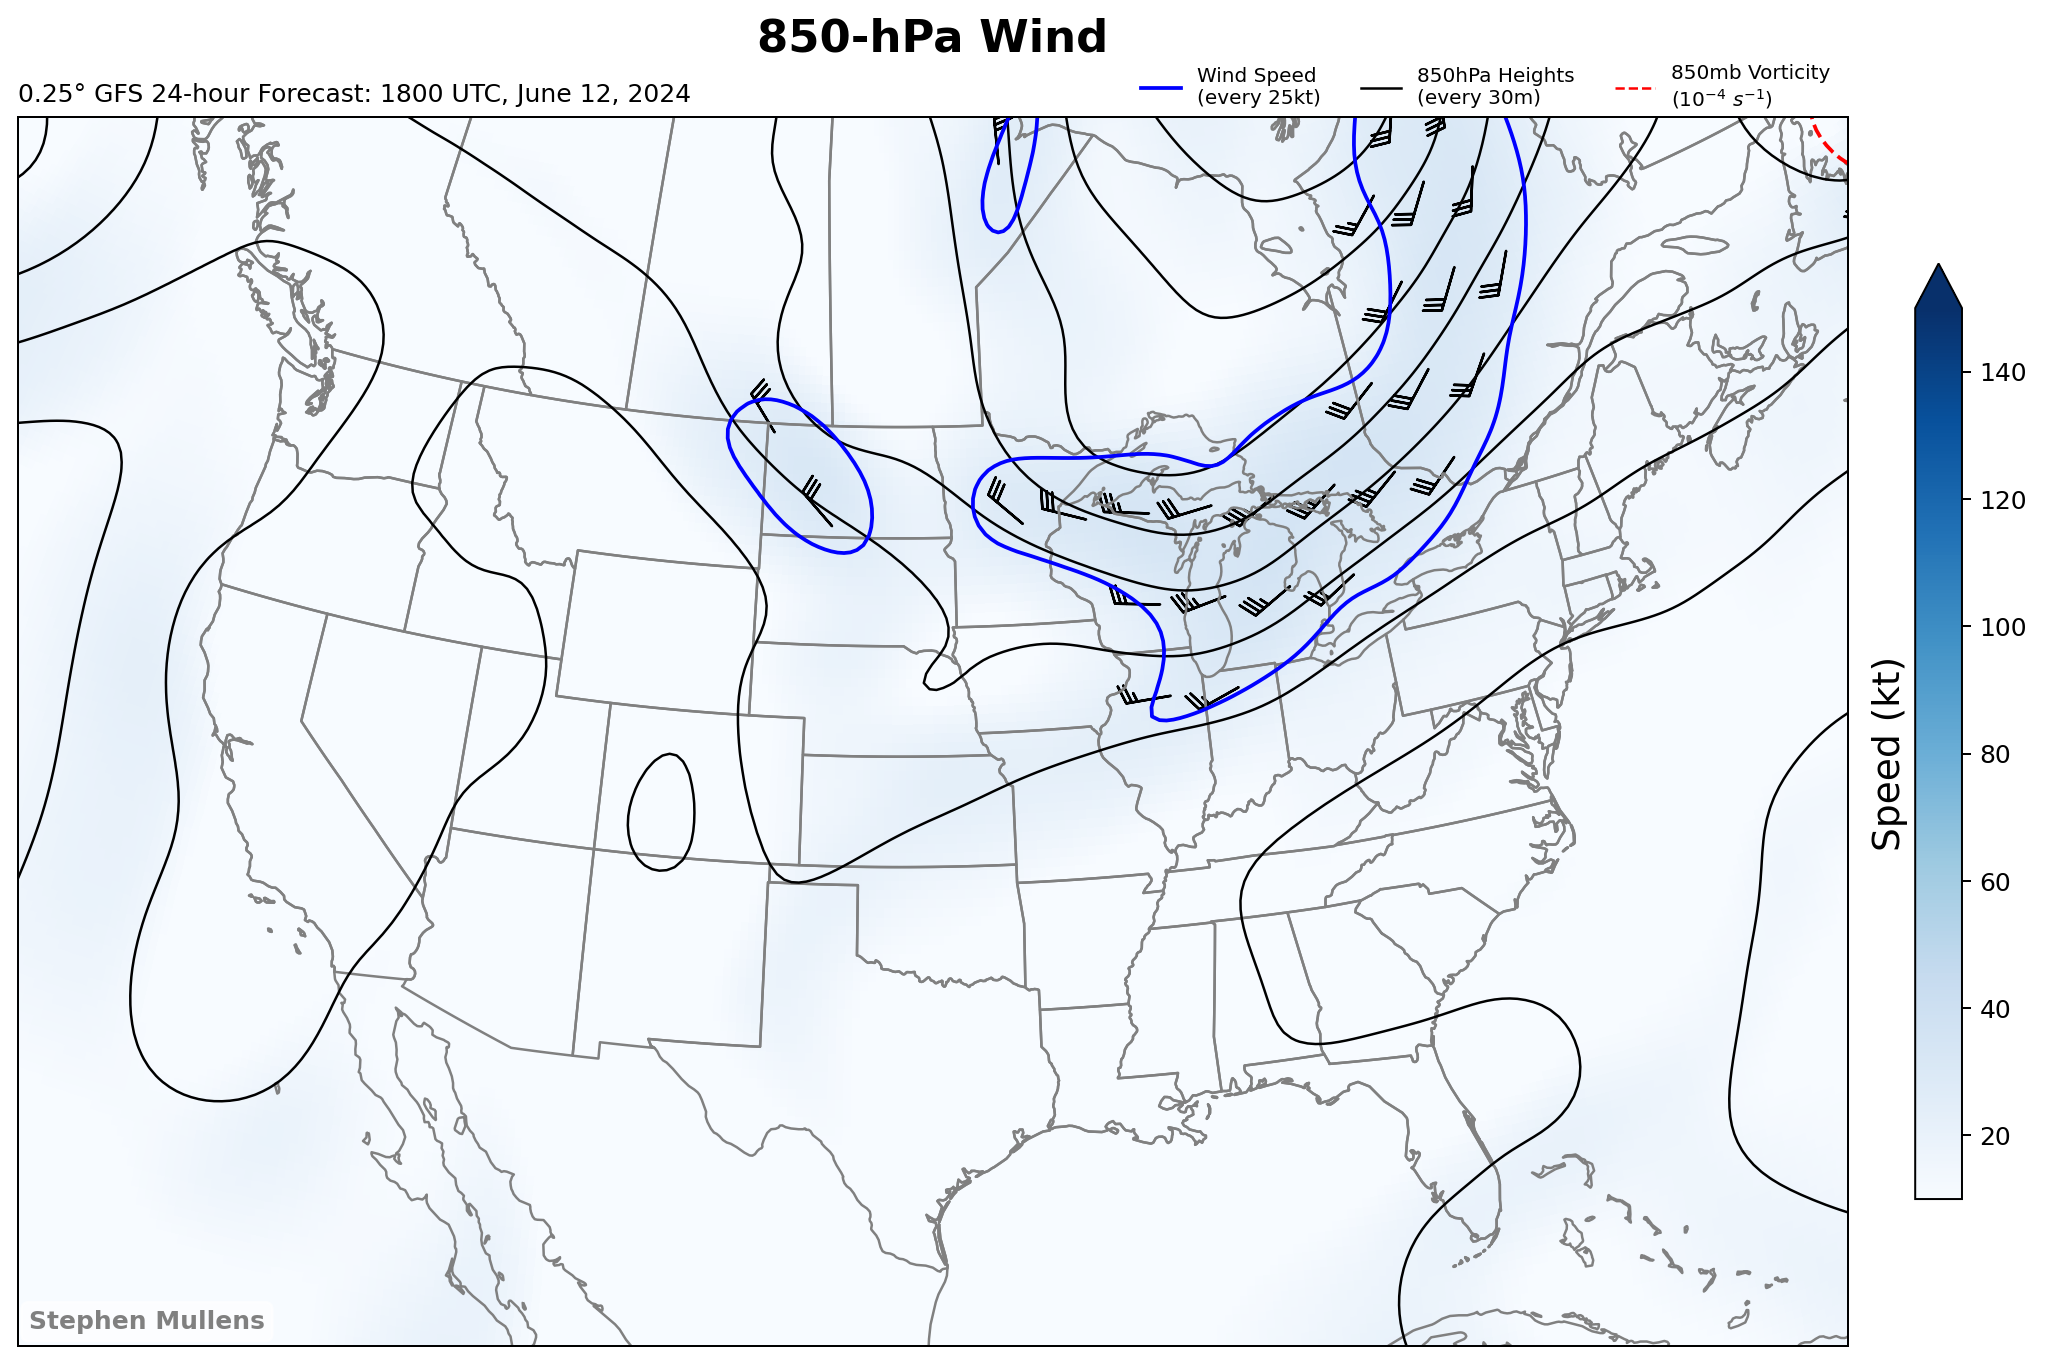 850-hPa Wind
0.25° GFS 24-hour Forecast: 1800 UTC, June 12, 2024
Wind Speed
(every 25kt)
850hPa Heights
(every 30m)
850mb Vorticity
(10⁻⁴ s⁻¹)
140
120
100
80
60
40
20
Speed (kt)
Stephen Mullens